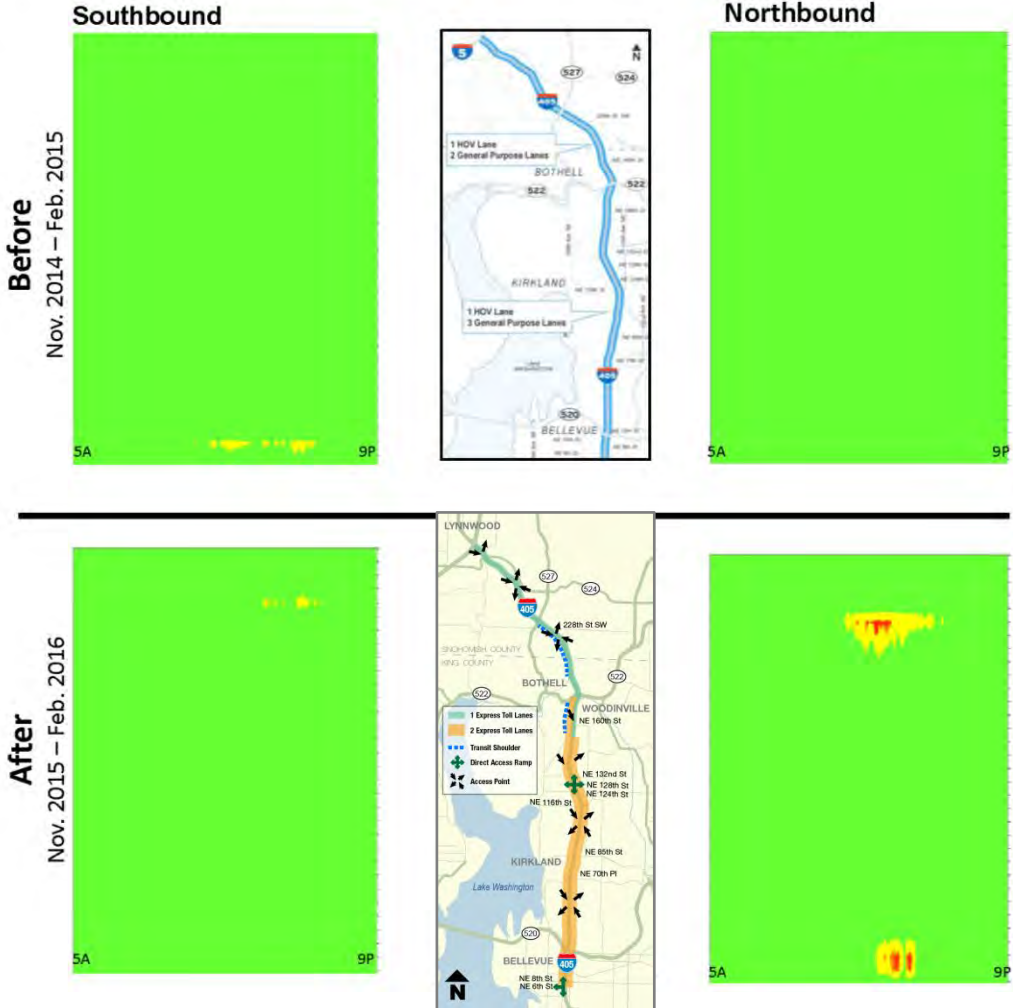 Southbound
Northbound
Before
Nov. 2014 – Feb. 2015
5A
9P
5
N
527
524
405
1 HOV Lane
2 General Purpose Lanes
BOTHELL
522
522
KIRKLAND
1 HOV Lane
3 General Purpose Lanes
LAKE
WASHINGTON
405
520
BELLEVUE
5A
9P
After
Nov. 2015 – Feb. 2016
5A
9P
LYNNWOOD
527
524
405
228th St SW
SNOHOMISH COUNTY
KING COUNTY
BOTHELL
522
522
WOODINVILLE
1 Express Toll Lanes
2 Express Toll Lanes
Transit Shoulder
Direct Access Ramp
Access Point
NE 160th St
NE 132nd St
NE 128th St
NE 124th St
NE 116th St
NE 85th St
KIRKLAND
NE 70th Pl
Lake Washington
520
BELLEVUE
405
NE 8th St
NE 6th St
N
5A
9P